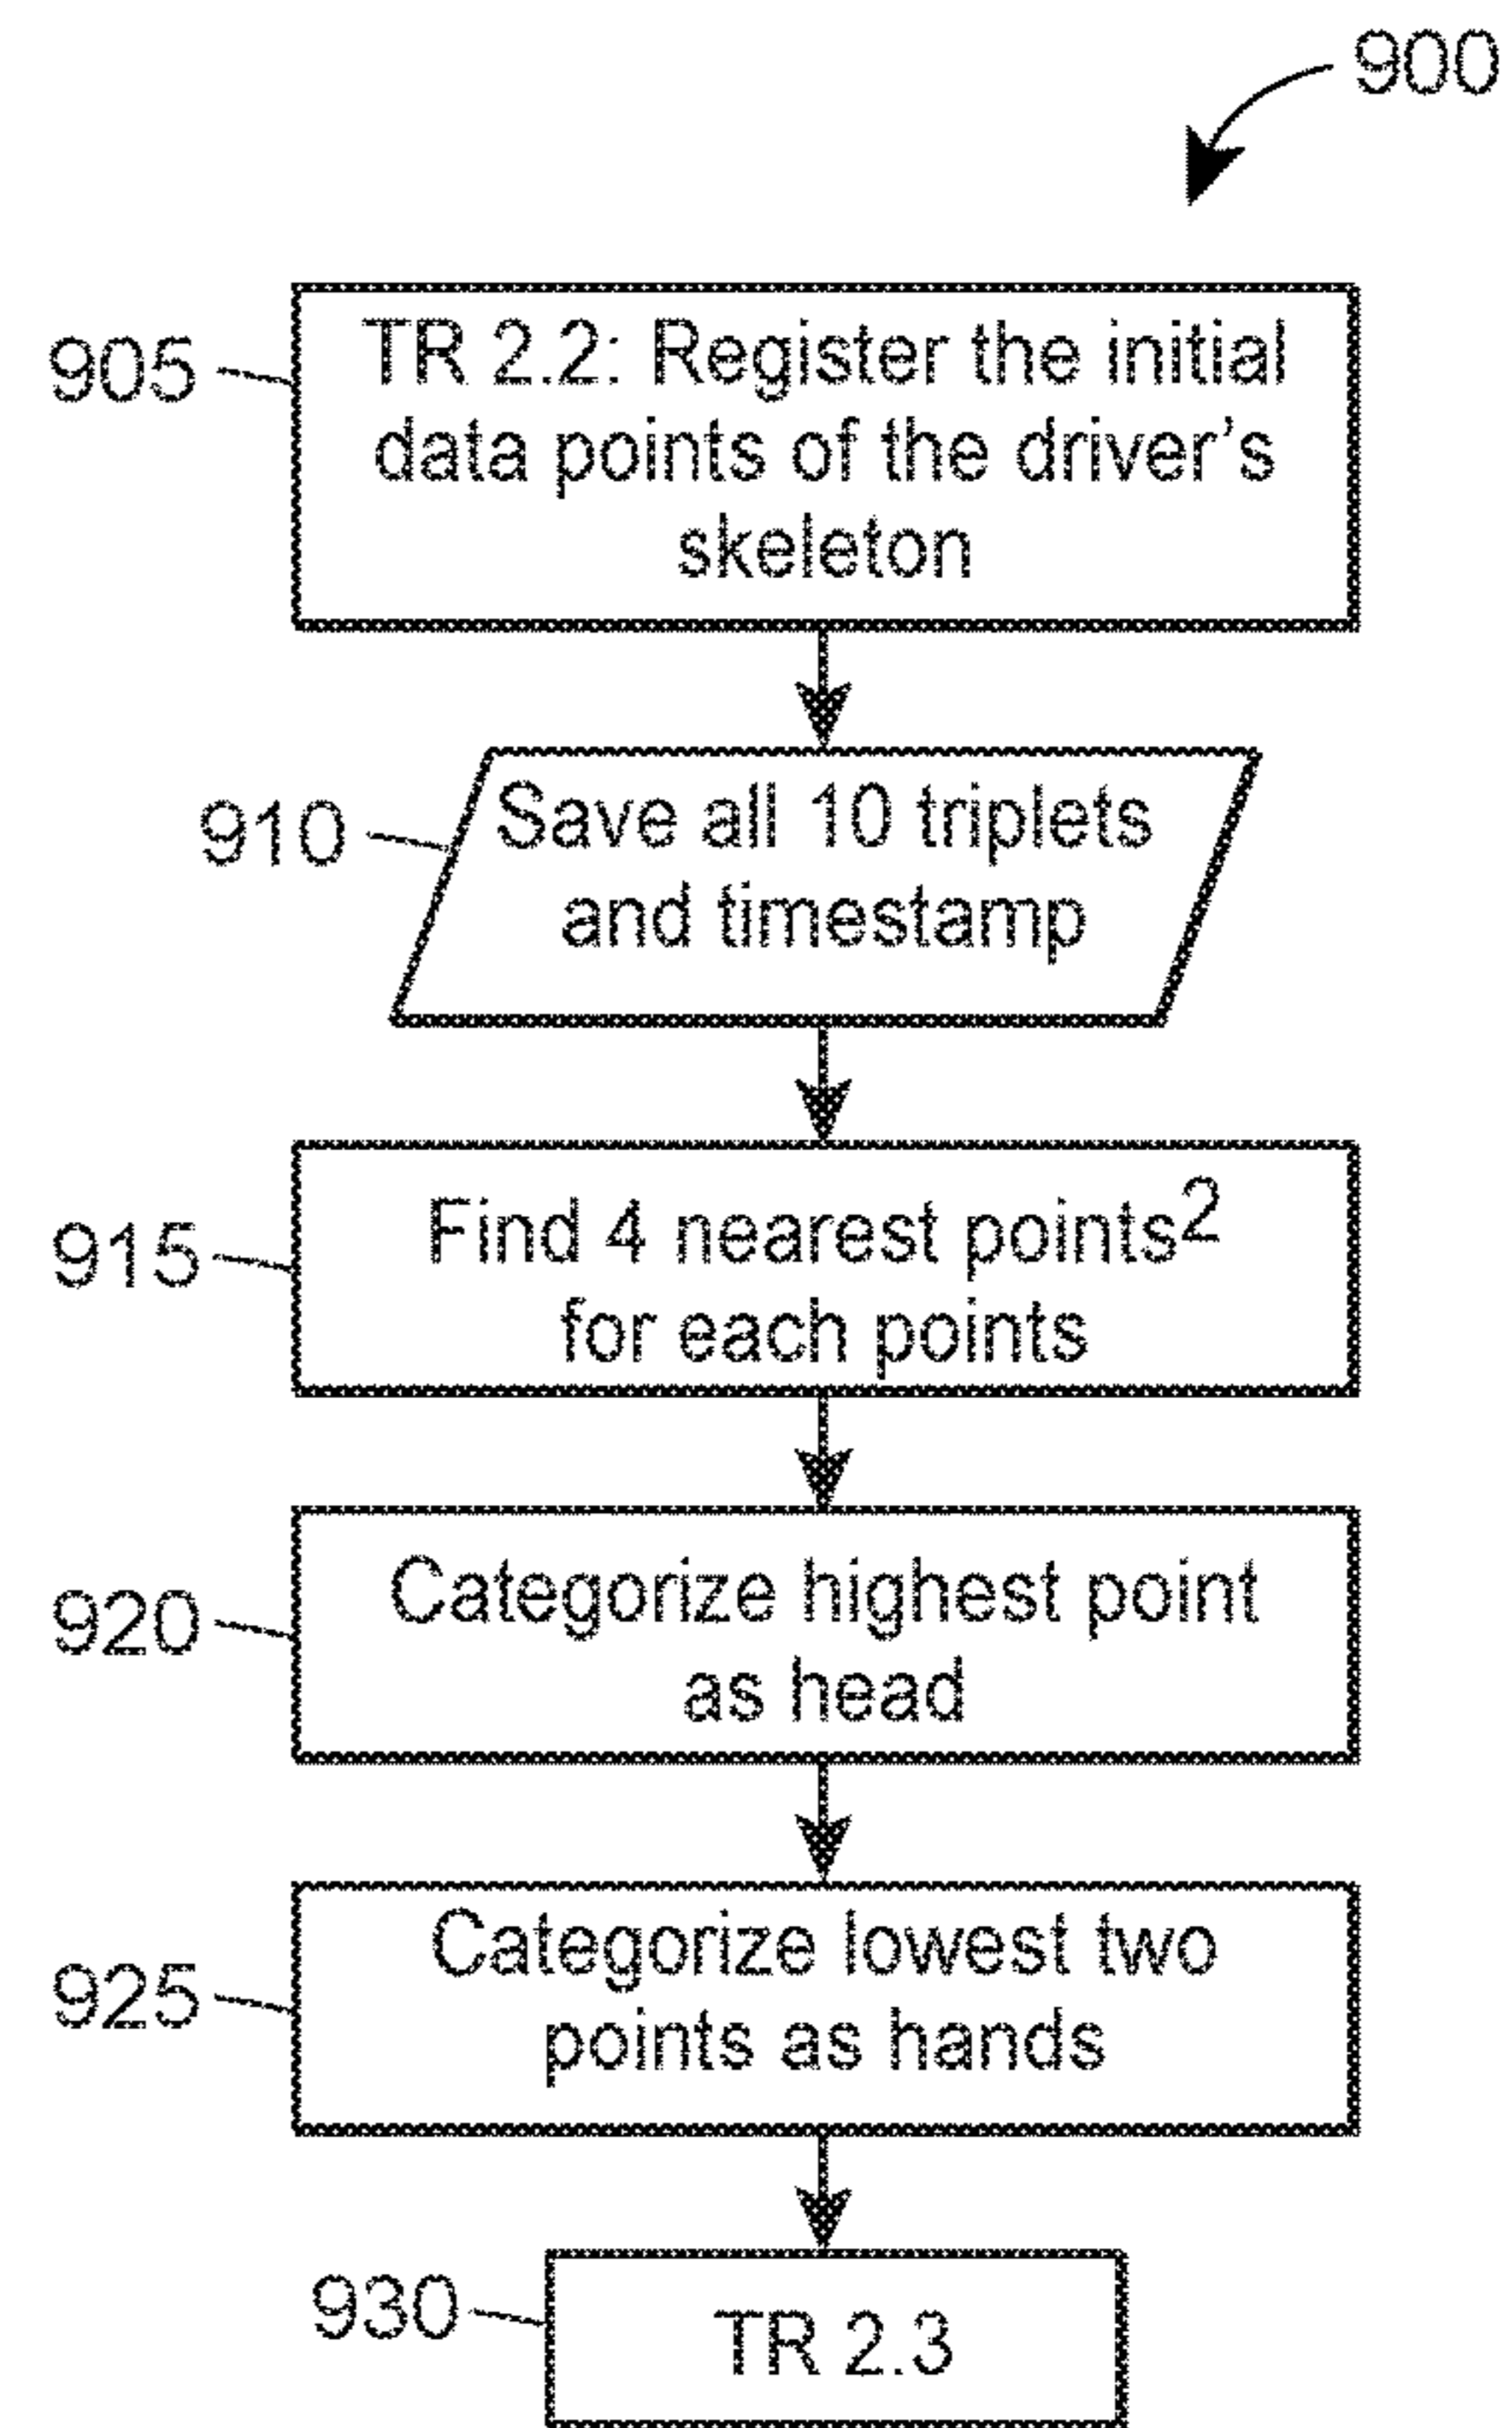 900
905
TR 2.2: Register the initial
data points of the driver's
skeleton
910
Save all 10 triplets
and timestamp
915
Find 4 nearest points²
for each points
920
Categorize highest point
as head
925
Categorize lowest two
points as hands
930
TR 2.3